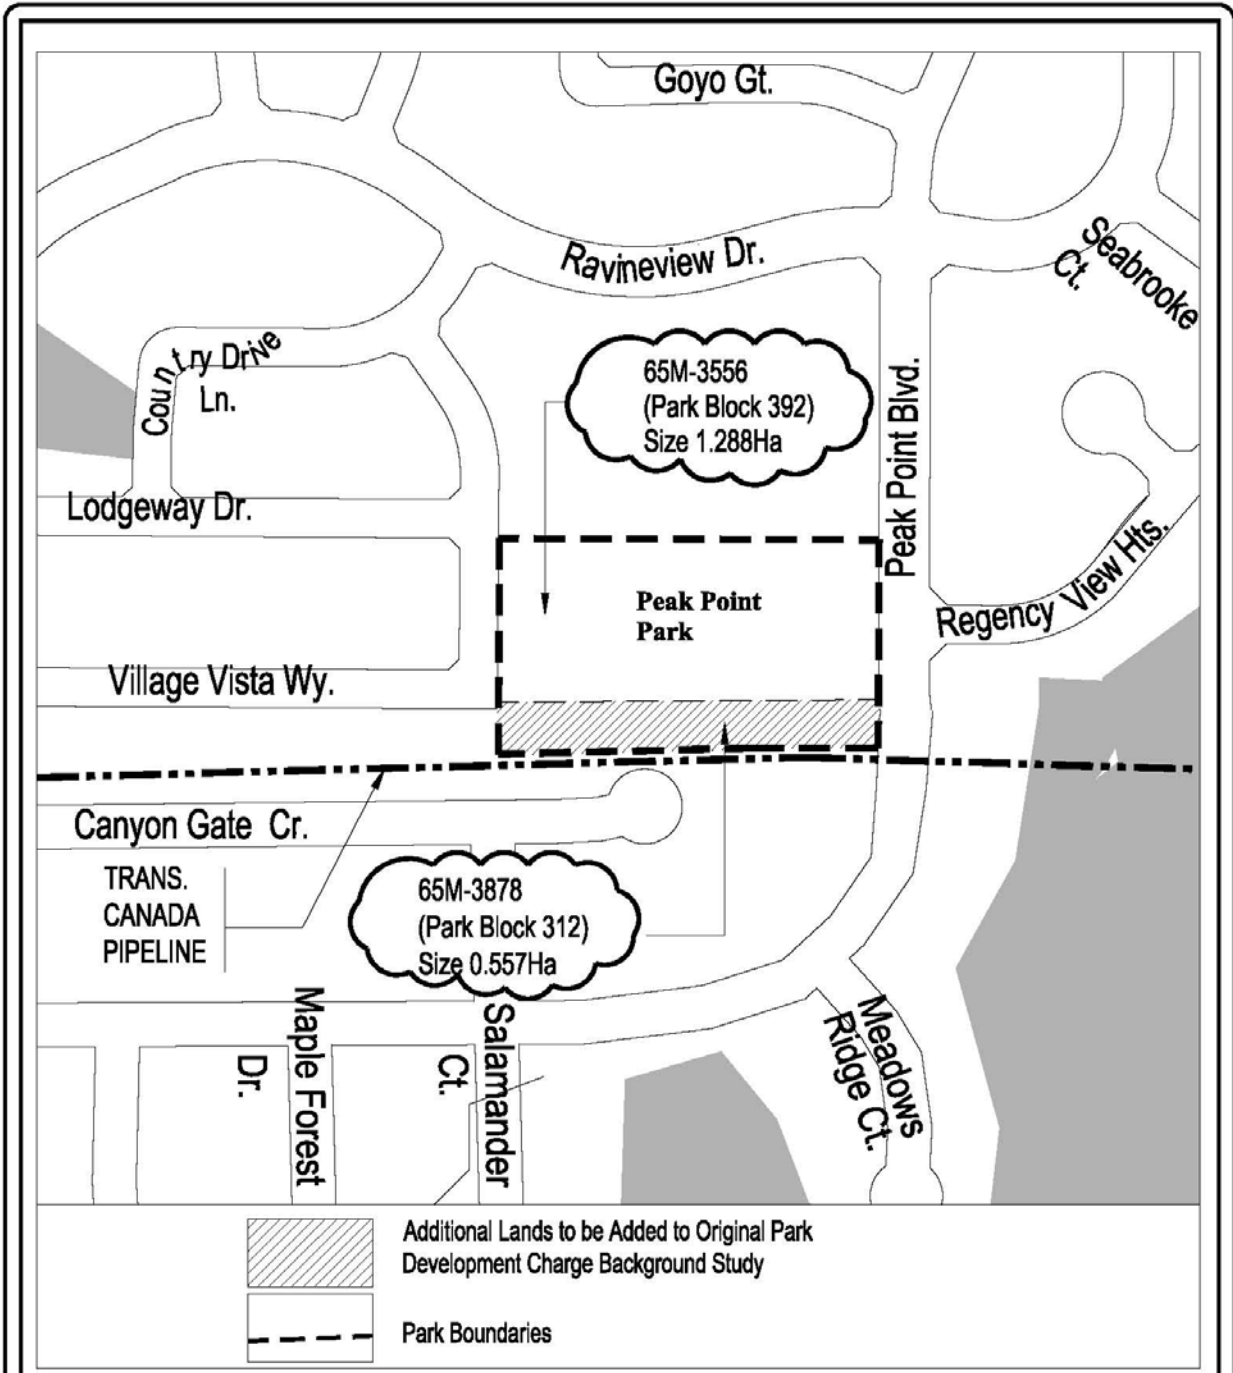 Goyo Gt.
Ravineview Dr.
Seabrooke
Ct.
Country Drive
Ln.
65M-3556
(Park Block 392)
Size 1.288Ha
Peak Point Blvd.
Lodgeway Dr.
Regency View Hts.
Peak Point
Park
Village Vista Wy.
Canyon Gate Cr.
TRANS.
CANADA
PIPELINE
65M-3878
(Park Block 312)
Size 0.557Ha
Maple Forest
Dr.
Salamander
Ct.
Meadows
Ridge Ct.
Additional Lands to be Added to Original Park
Development Charge Background Study
Park Boundaries